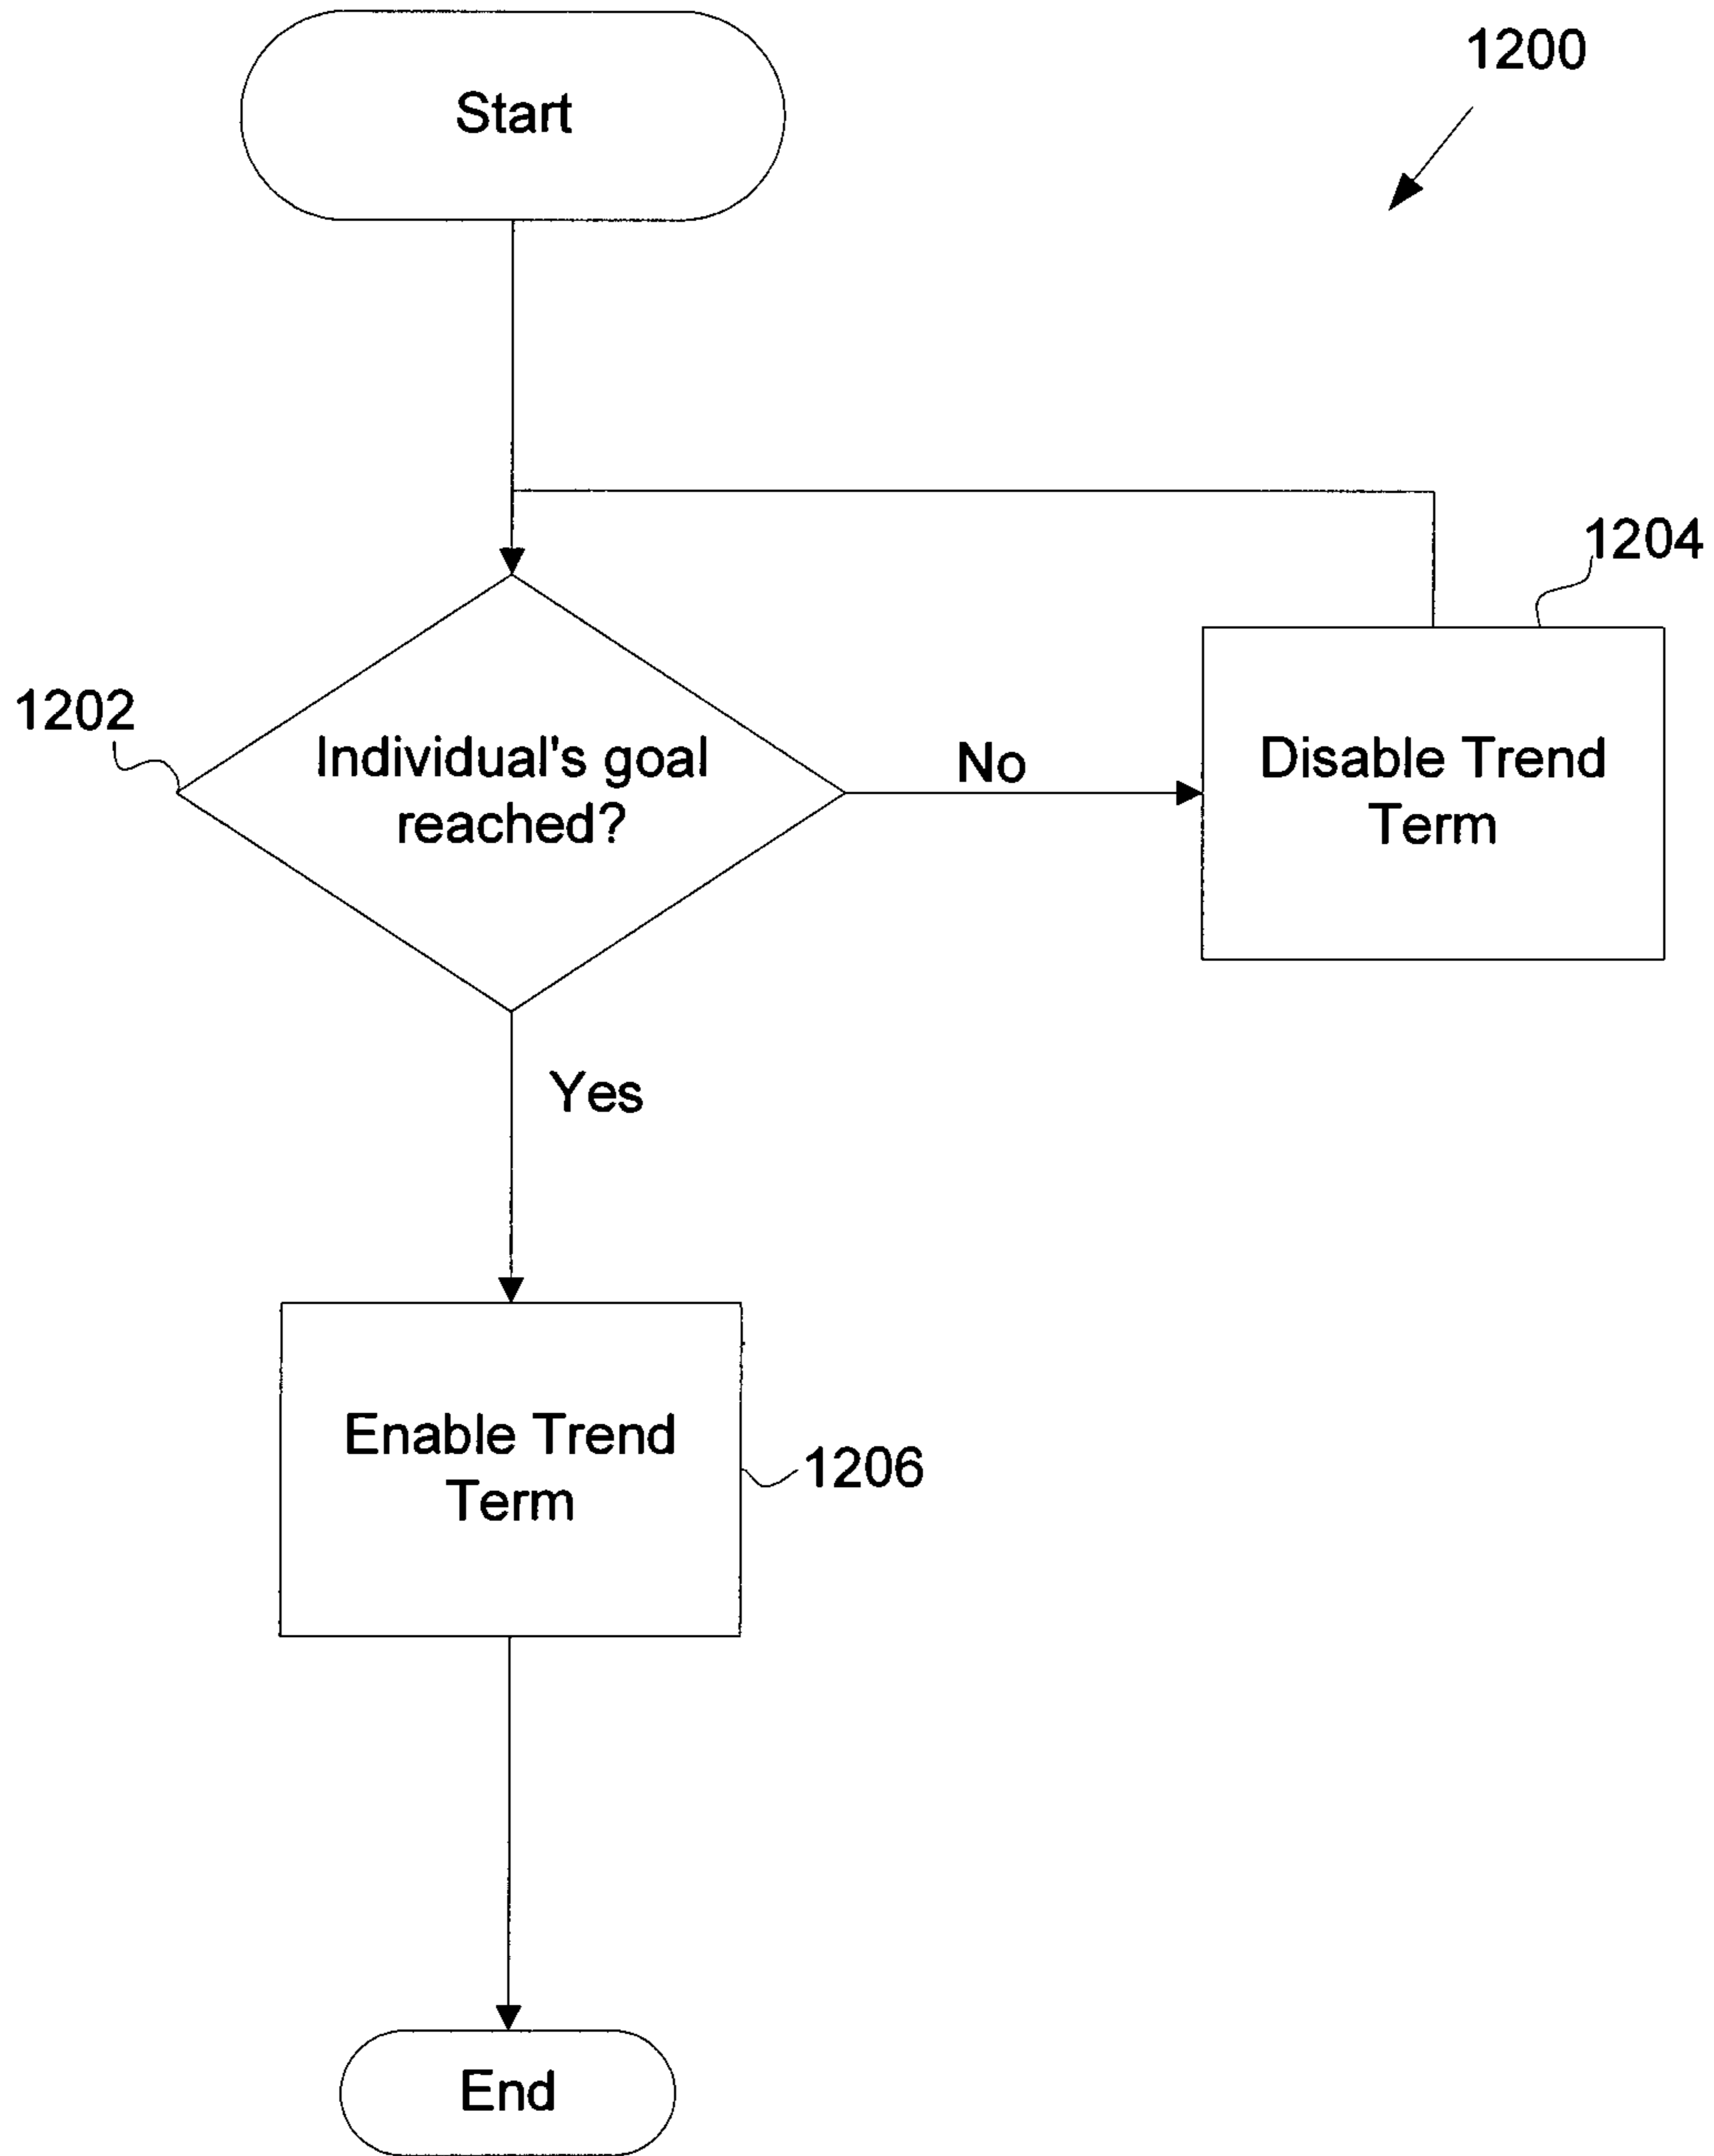 Start
1200
1204
1202
Individual's goal
reached?
No
Disable Trend
Term
Yes
Enable Trend
Term
1206
End